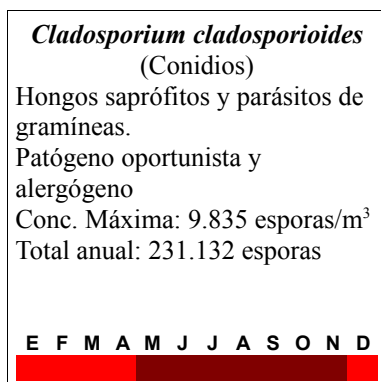 Cladosporium cladosporioides
(Conidios)
Hongos saprófitos y parásitos de
gramíneas.
Patógeno oportunista y
alergógeno
Conc. Máxima: 9.835 esporas/m³
Total anual: 231.132 esporas
E F M A M J J A S O N D